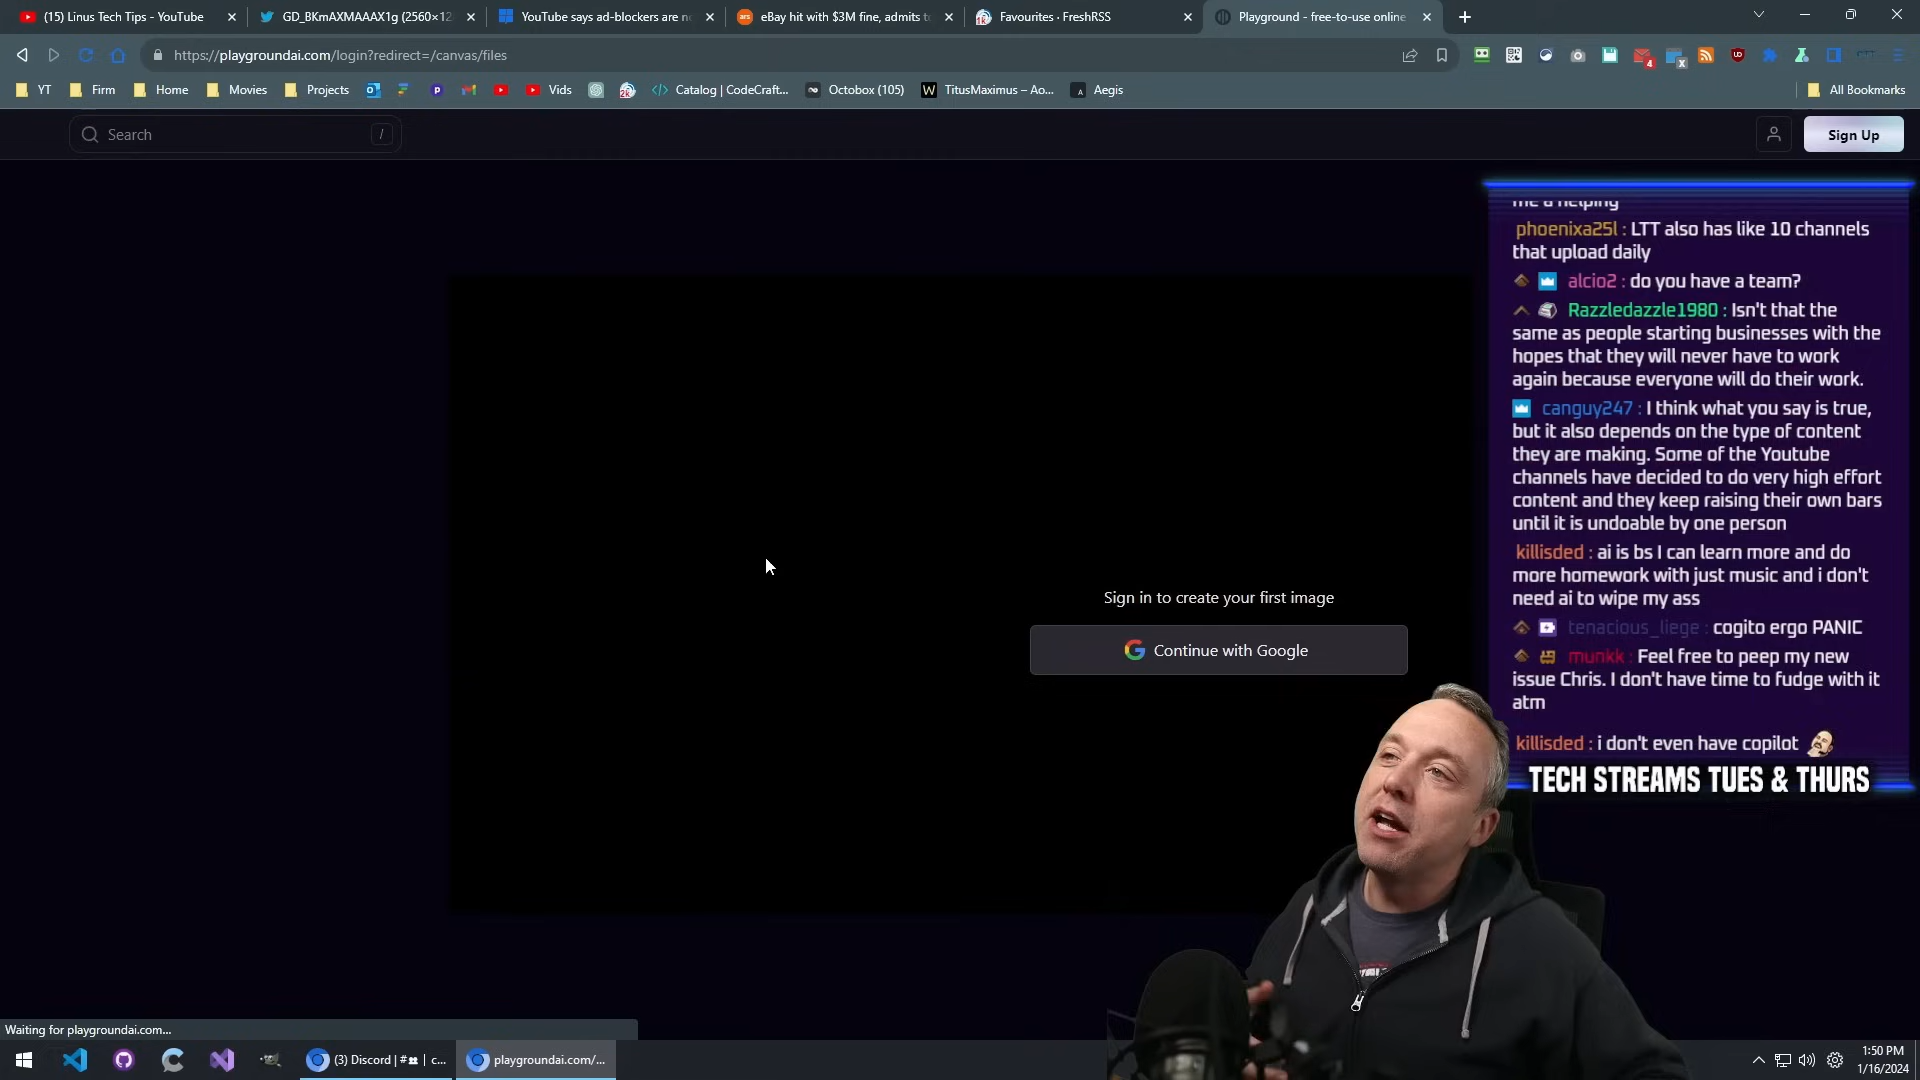 (15) Linus Tech Tips - YouTube
GD_BKmAXMAAAX1g (2560×12
YouTube says ad-blockers are n
eBay hit with $3M fine, admits t
Favourites · FreshRSS
Playground - free-to-use online
https://playgroundai.com/login?redirect=/canvas/files
YT
Firm
Home
Movies
Projects
Vids
Catalog | CodeCraft...
Octobox (105)
TitusMaximus – Ao...
Aegis
All Bookmarks
Search
/
Sign Up
me a helping
phoenixa25l : LTT also has like 10 channels
that upload daily
alcio2 : do you have a team?
Razzledazzle1980 : Isn't that the
same as people starting businesses with the
hopes that they will never have to work
again because everyone will do their work.
canguy247 : I think what you say is true,
but it also depends on the type of content
they are making. Some of the Youtube
channels have decided to do very high effort
content and they keep raising their own bars
until it is undoable by one person
killisded : ai is bs I can learn more and do
more homework with just music and i don't
need ai to wipe my ass
tenacious_liege : cogito ergo PANIC
munkk : Feel free to peep my new
issue Chris. I don't have time to fudge with it
atm
killisded : i don't even have copilot
TECH STREAMS TUES & THURS
Sign in to create your first image
Continue with Google
Waiting for playgroundai.com...
(3) Discord | #
| c...
playgroundai.com/...
1:50 PM
1/16/2024